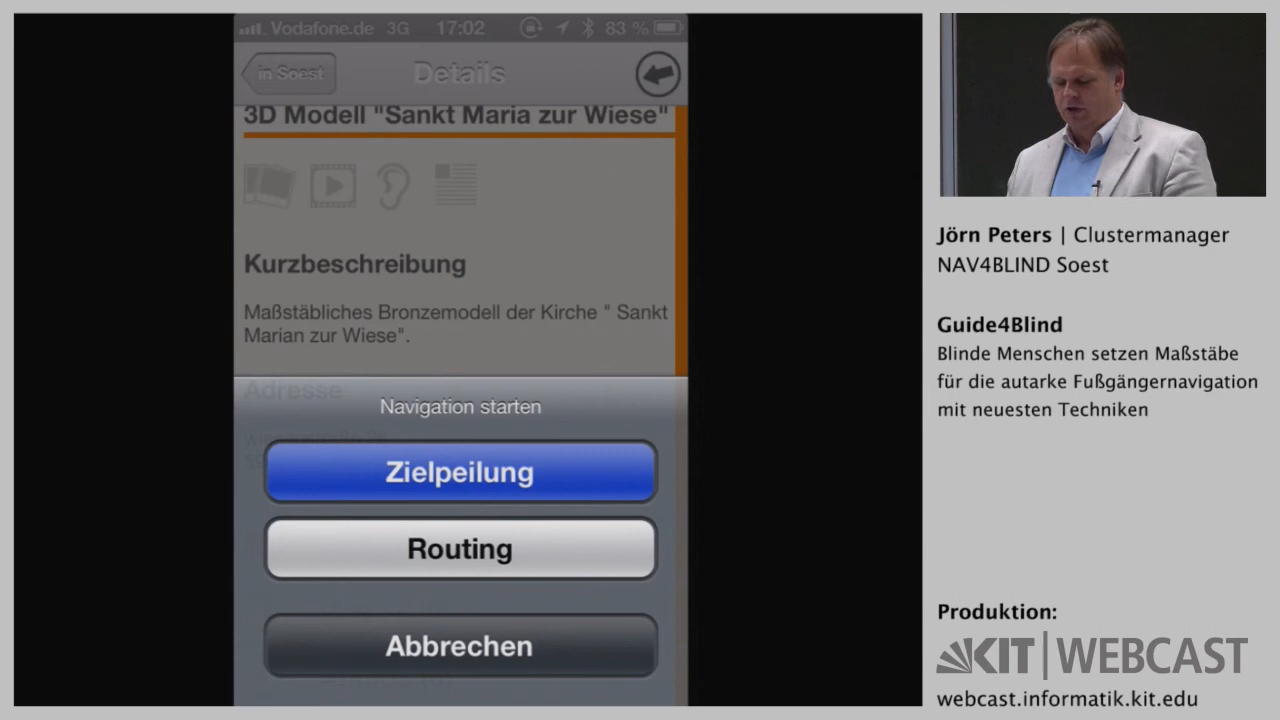 Vodafone.de 3G 17:02 83 %
in Soest
Details
3D Modell "Sankt Maria zur Wiese"
Kurzbeschreibung
Maßstäbliches Bronzemodell der Kirche " Sankt
Marian zur Wiese".
Adresse
Navigation starten
Zielpeilung
Routing
Abbrechen
Jörn Peters | Clustermanager
NAV4BLIND Soest
Guide4Blind
Blinde Menschen setzen Maßstäbe
für die autarke Fußgängernavigation
mit neuesten Techniken
Produktion:
KIT | WEBCAST
webcast.informatik.kit.edu